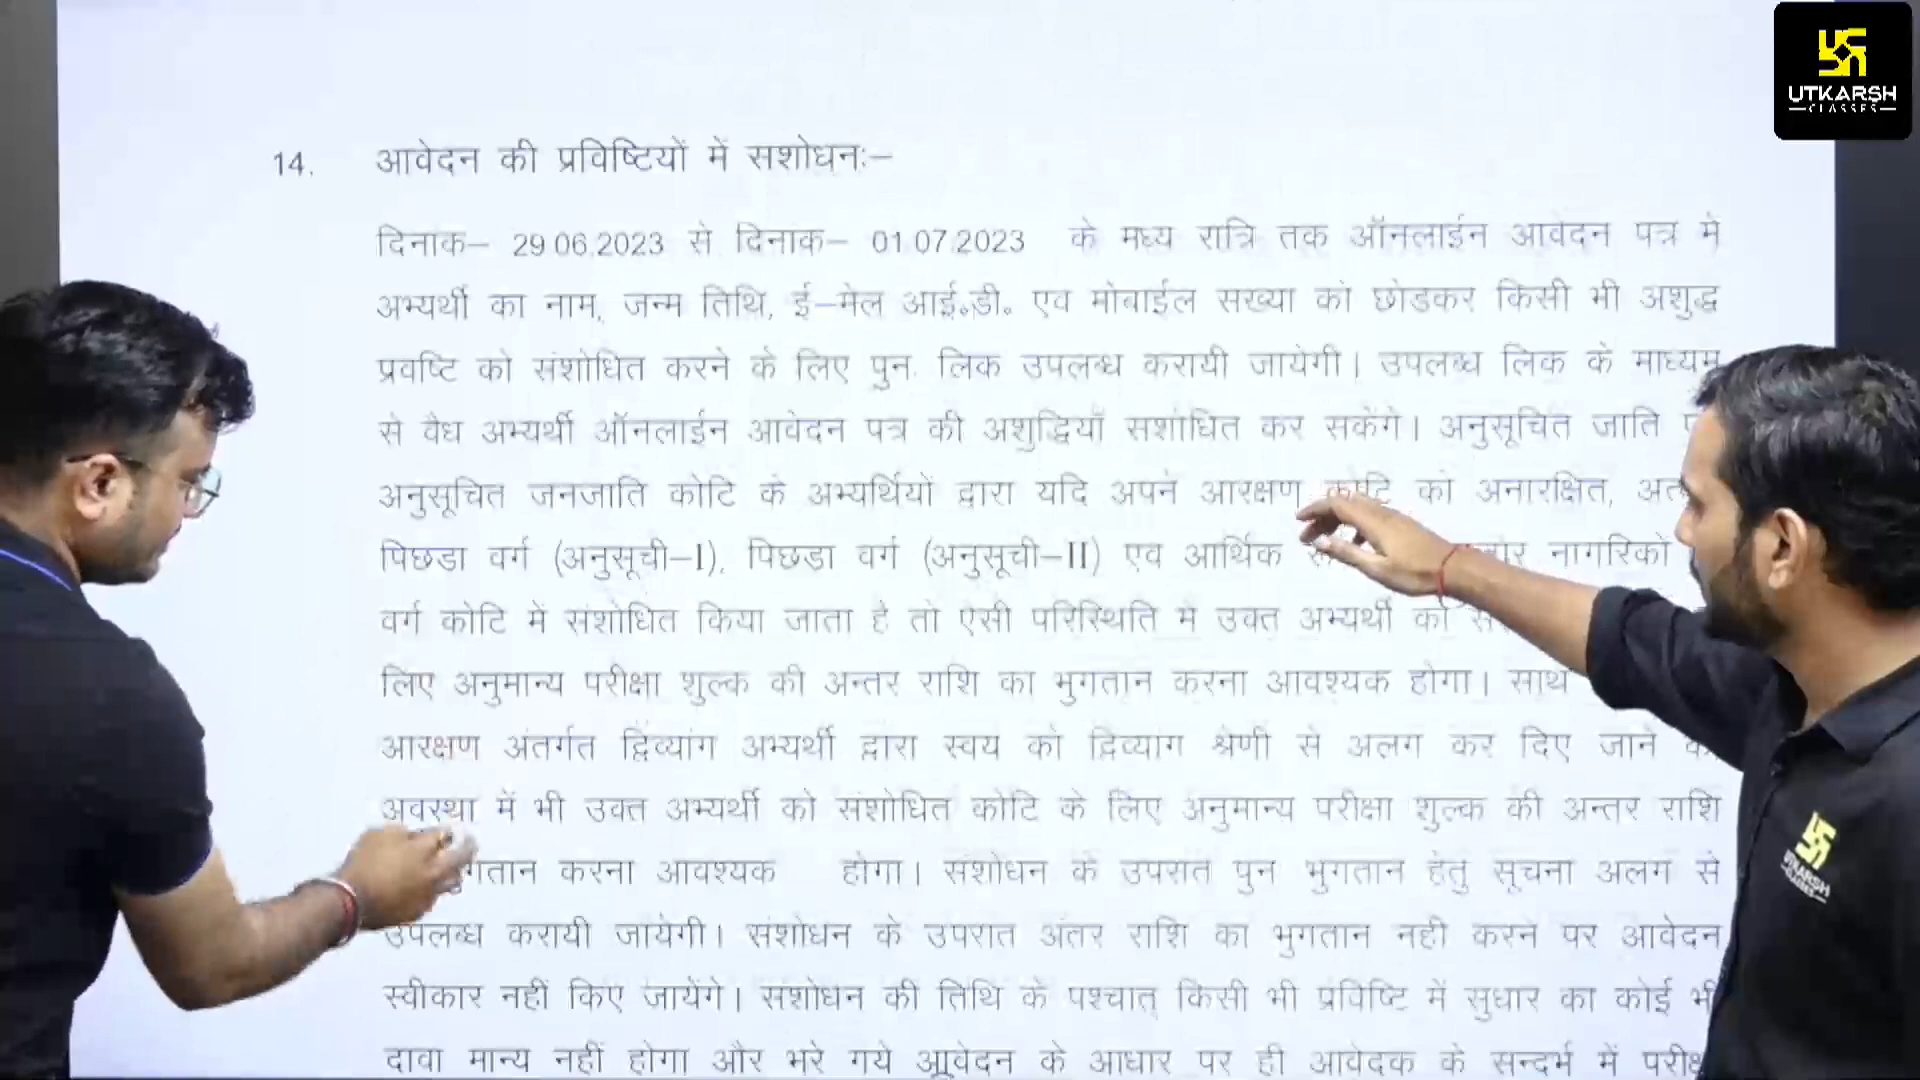 UTKARSH
CLASSES
14. आवेदन की प्रविष्टियों में सशोधनः–
दिनाक– 29 06.2023 से दिनाक– 01.07.2023 के मध्य रात्रि तक ऑनलाईन आवेदन पत्र मे
अभ्यर्थी का नाम, जन्म तिथि, ई–मेल आई०डी० एव मोबाईल सख्या को छोडकर किसी भी अशुद्ध
प्रवष्टि को संशोधित करने के लिए पुन. लिक उपलब्ध करायी जायेगी। उपलब्ध लिक के माध्यम
से वैध अभ्यर्थी ऑनलाईन आवेदन पत्र की अशुद्धियाँ सशोधित कर सकेंगे। अनुसूचित जाति
अनुसूचित जनजाति कोटि के अभ्यर्थियों द्वारा यदि अपने आरक्षण कोटि को अनारक्षित,
पिछडा वर्ग (अनुसूची–I), पिछडा वर्ग (अनुसूची–II) एव आर्थिक नागरिको
वर्ग कोटि में संशोधित किया जाता है तो एसी परिस्थिति मे उक्त अभ्यर्थी को
लिए अनुमान्य परीक्षा शुल्क की अन्तर राशि का भुगतान करना आवश्यक होगा। साथ
आरक्षण अंतर्गत द्विव्यांग अभ्यर्थी द्वारा स्वय को द्विव्याग श्रेणी से अलग कर दिए जाने
अवस्था में भी उक्त अभ्यर्थी को संशोधित कोटि के लिए अनुमान्य परीक्षा शुल्क की अन्तर राशि
करना आवश्यक होगा। संशोधन के उपरात पुन भुगतान हेतु सूचना अलग से
उपलब्ध करायी जायेगी। संशोधन के उपरात अंतर राशि का भुगतान नही करने पर आवेदन
स्वीकार नहीं किए जायेंगे। संशोधन की तिथि के पश्चात् किसी भी प्रविष्टि में सुधार का कोई भी
दावा मान्य नहीं होगा और भरे गये आवेदन के आधार पर ही आवेदक के सन्दर्भ में
UTKARSH
CLASSES